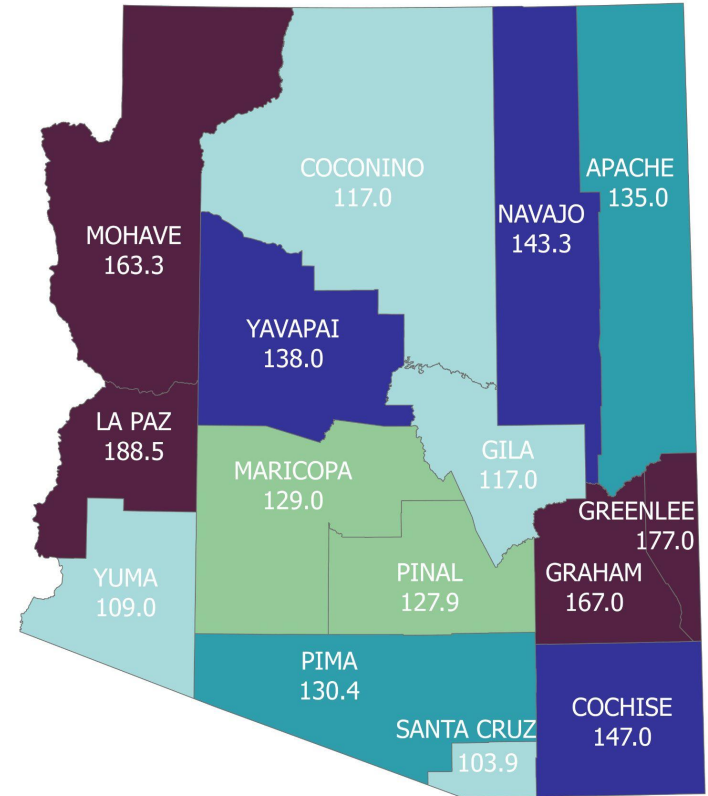 COCONINO
117.0
APACHE
135.0
NAVAJO
143.3
MOHAVE
163.3
YAVAPAI
138.0
LA PAZ
188.5
GILA
117.0
MARICOPA
129.0
GREENLEE
177.0
YUMA
109.0
PINAL
127.9
GRAHAM
167.0
PIMA
130.4
COCHISE
147.0
SANTA CRUZ
103.9